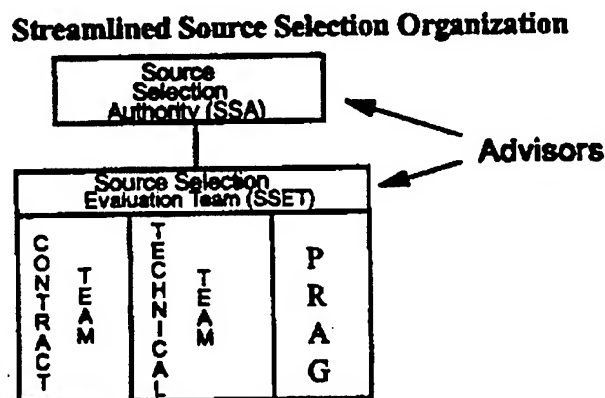 Streamlined Source Selection Organization
Source
Selection
Authority (SSA)
Advisors
Source Selection
Evaluation Team (SSET)
CONTRACT
TEAM
TECHNICAL
TEAM
PRAG